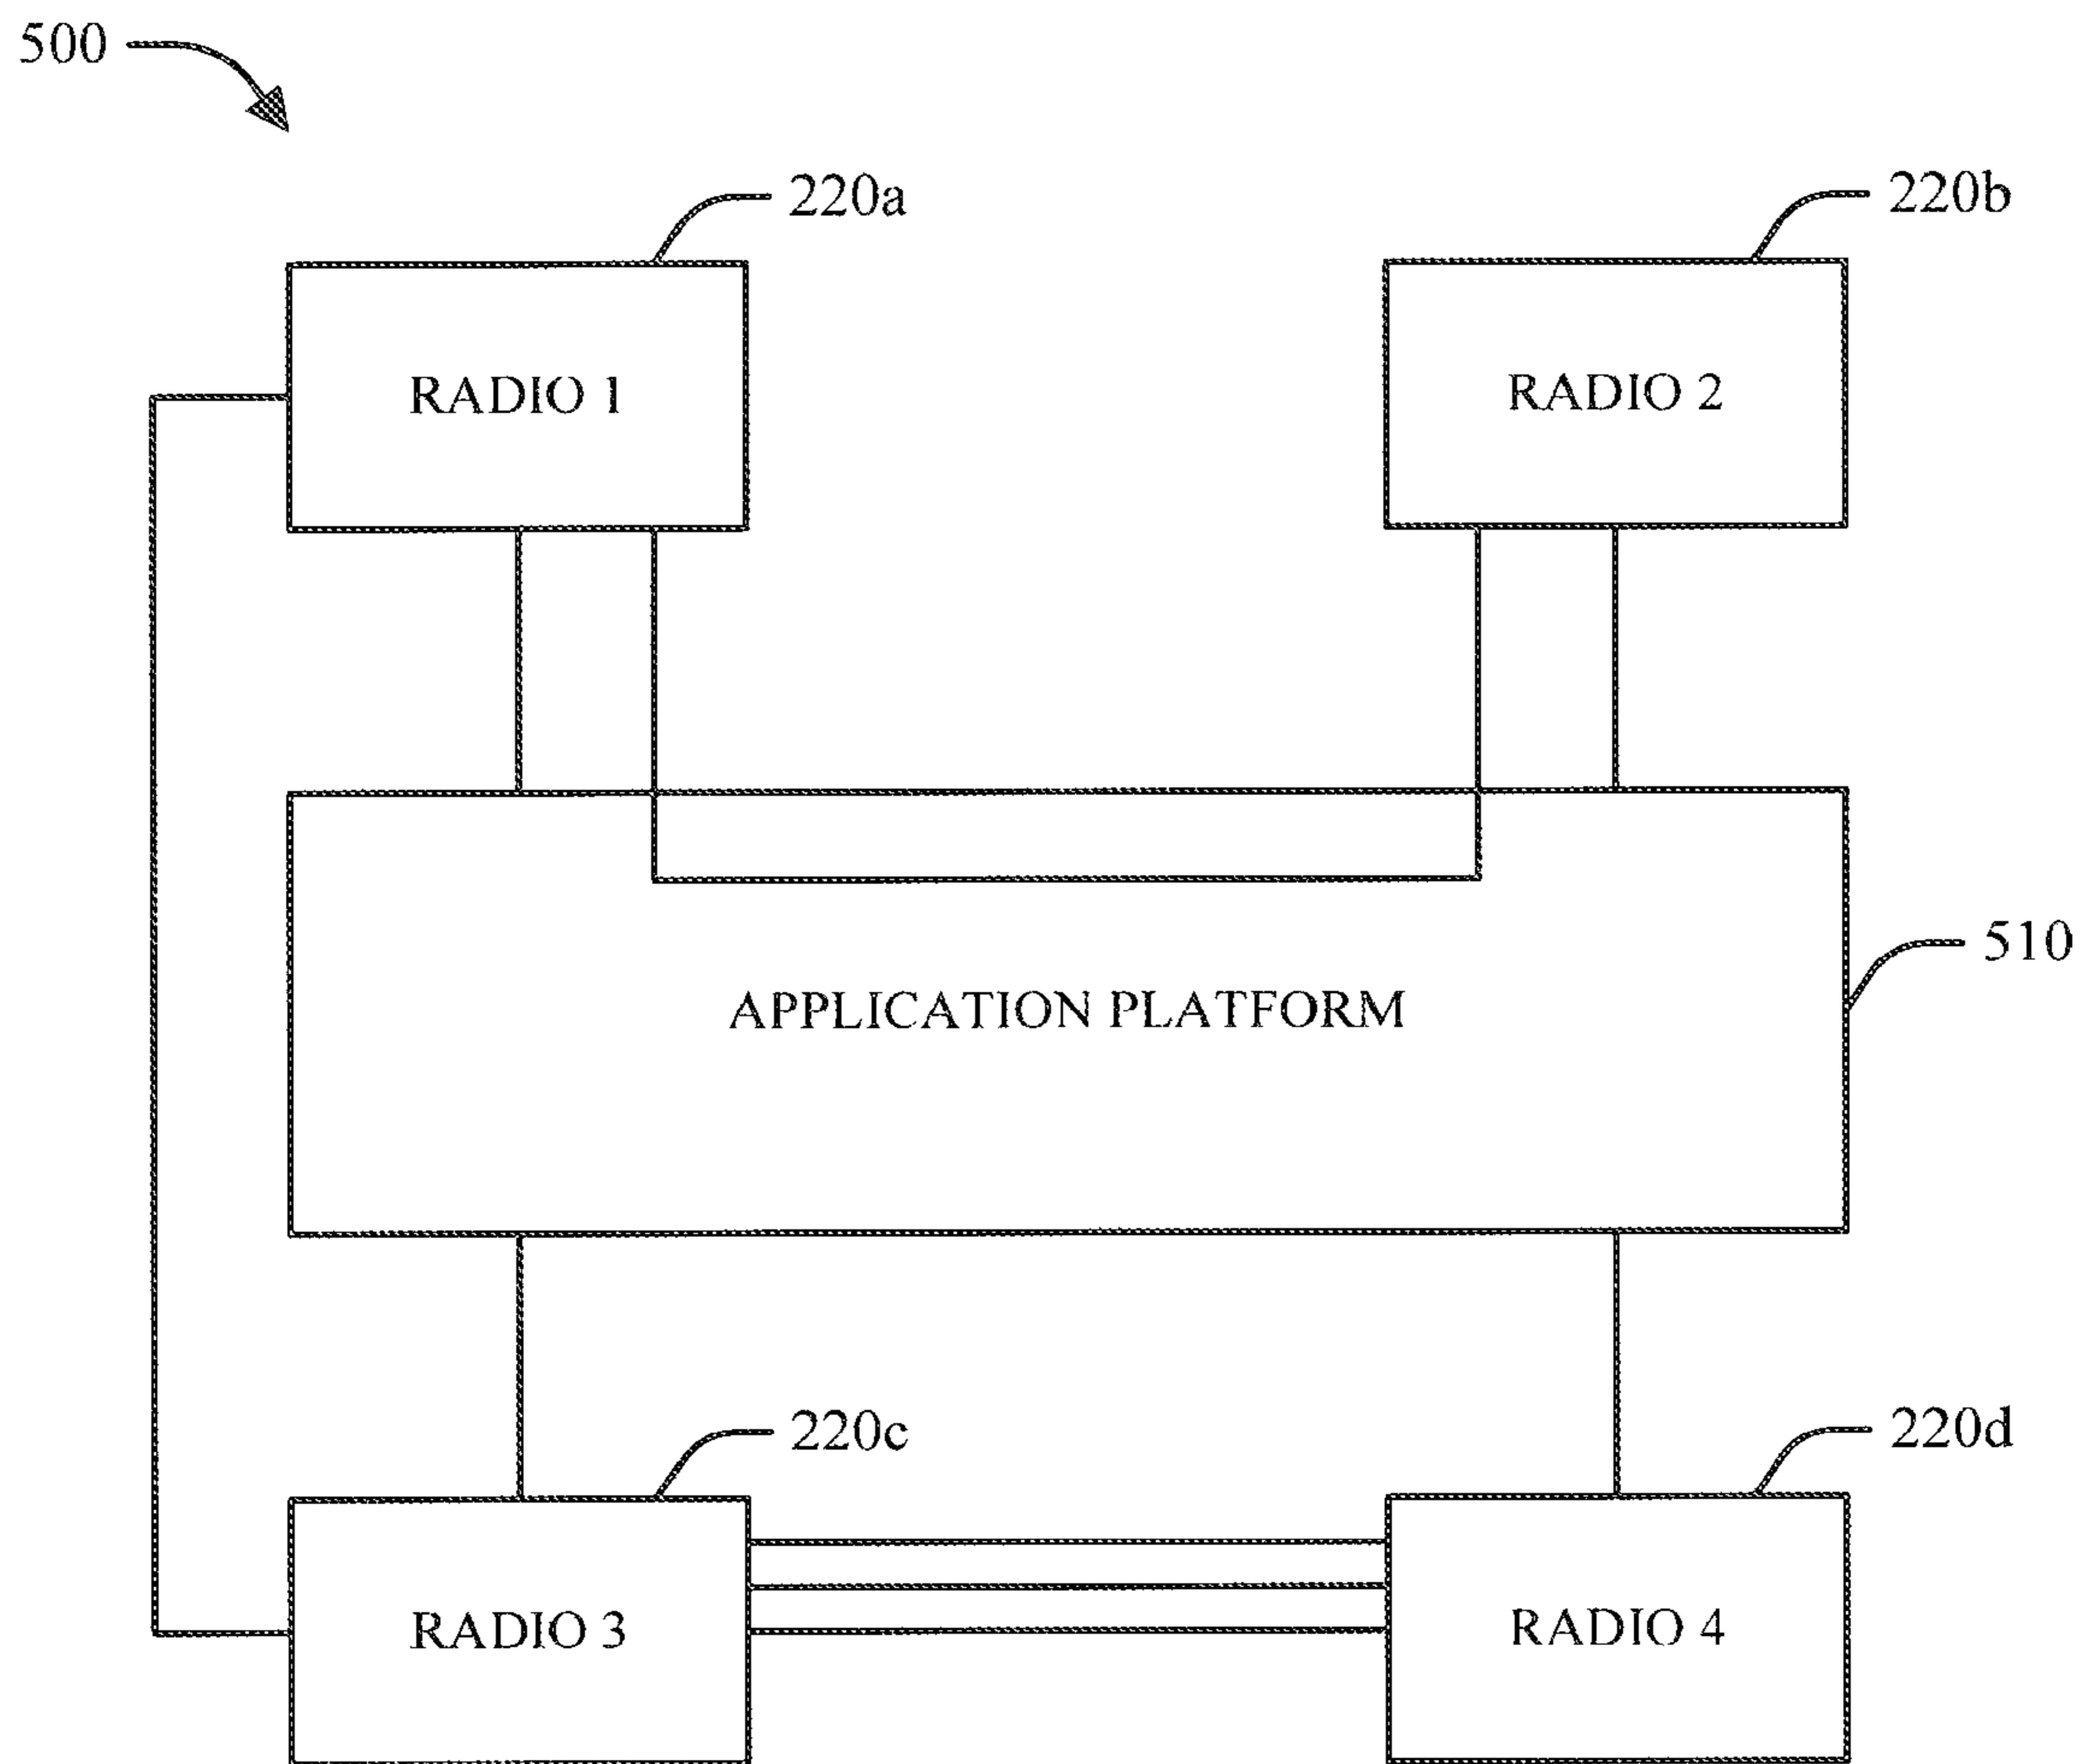 500
220a
220b
RADIO 1
RADIO 2
510
APPLICATION PLATFORM
220c
220d
RADIO 3
RADIO 4